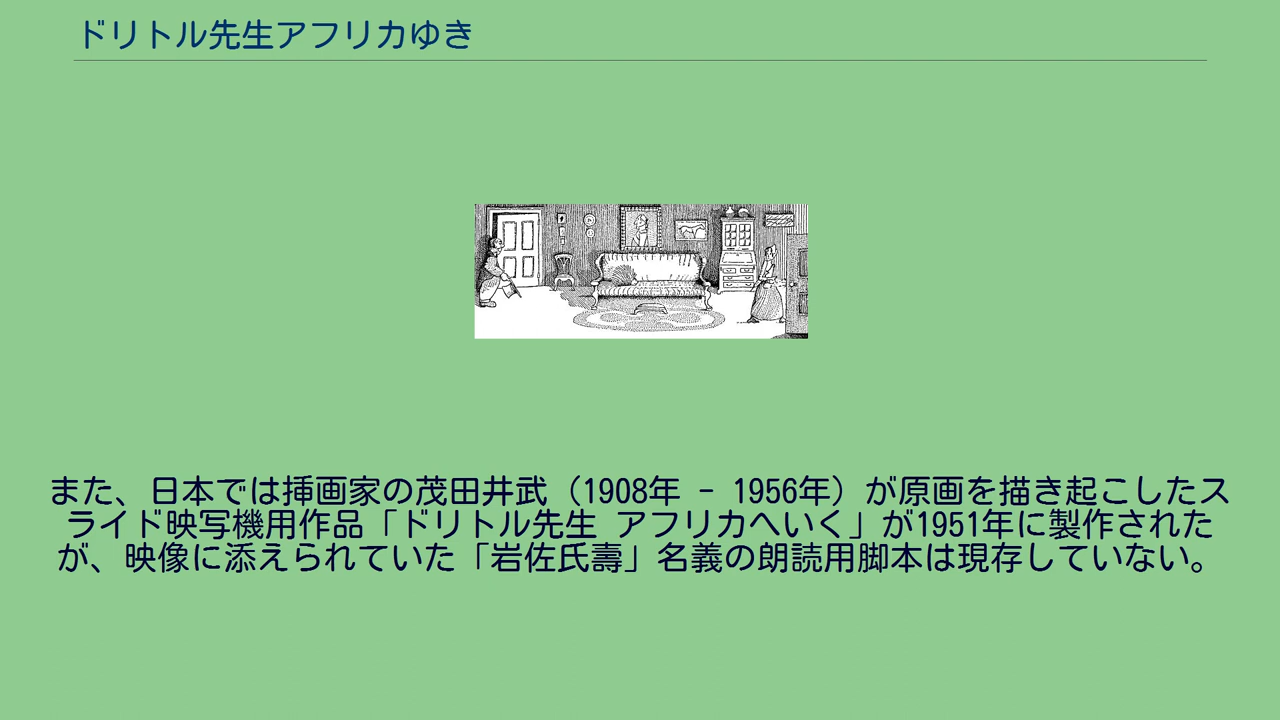 ドリトル先生アフリカゆき
また、日本では挿画家の茂田井武（1908年 － 1956年）が原画を描き起こしたス
ライド映写機用作品「ドリトル先生 アフリカへいく」が1951年に製作された
が、映像に添えられていた「岩佐氏壽」名義の朗読用脚本は現存していない。